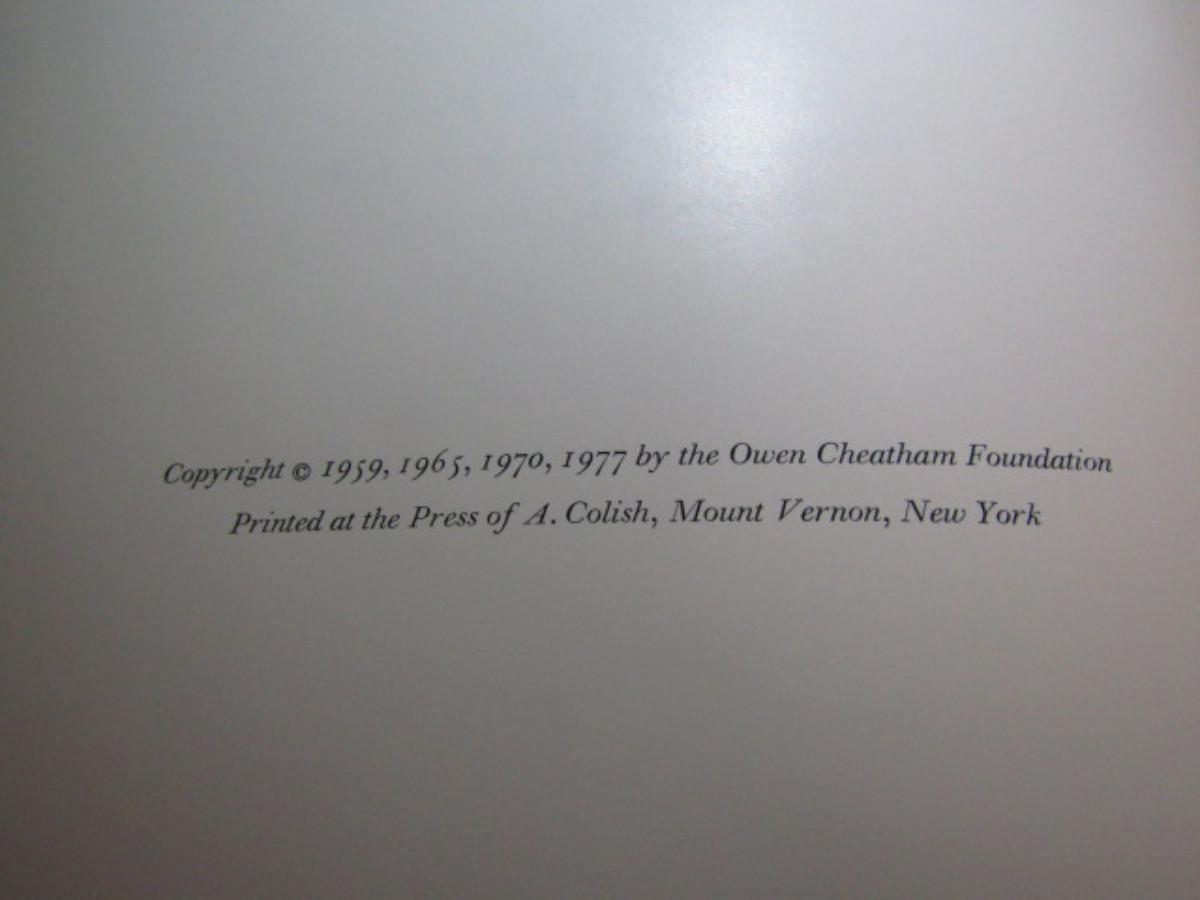 Copyright © 1959, 1965, 1970, 1977 by the Owen Cheatham Foundation
Printed at the Press of A. Colish, Mount Vernon, New York